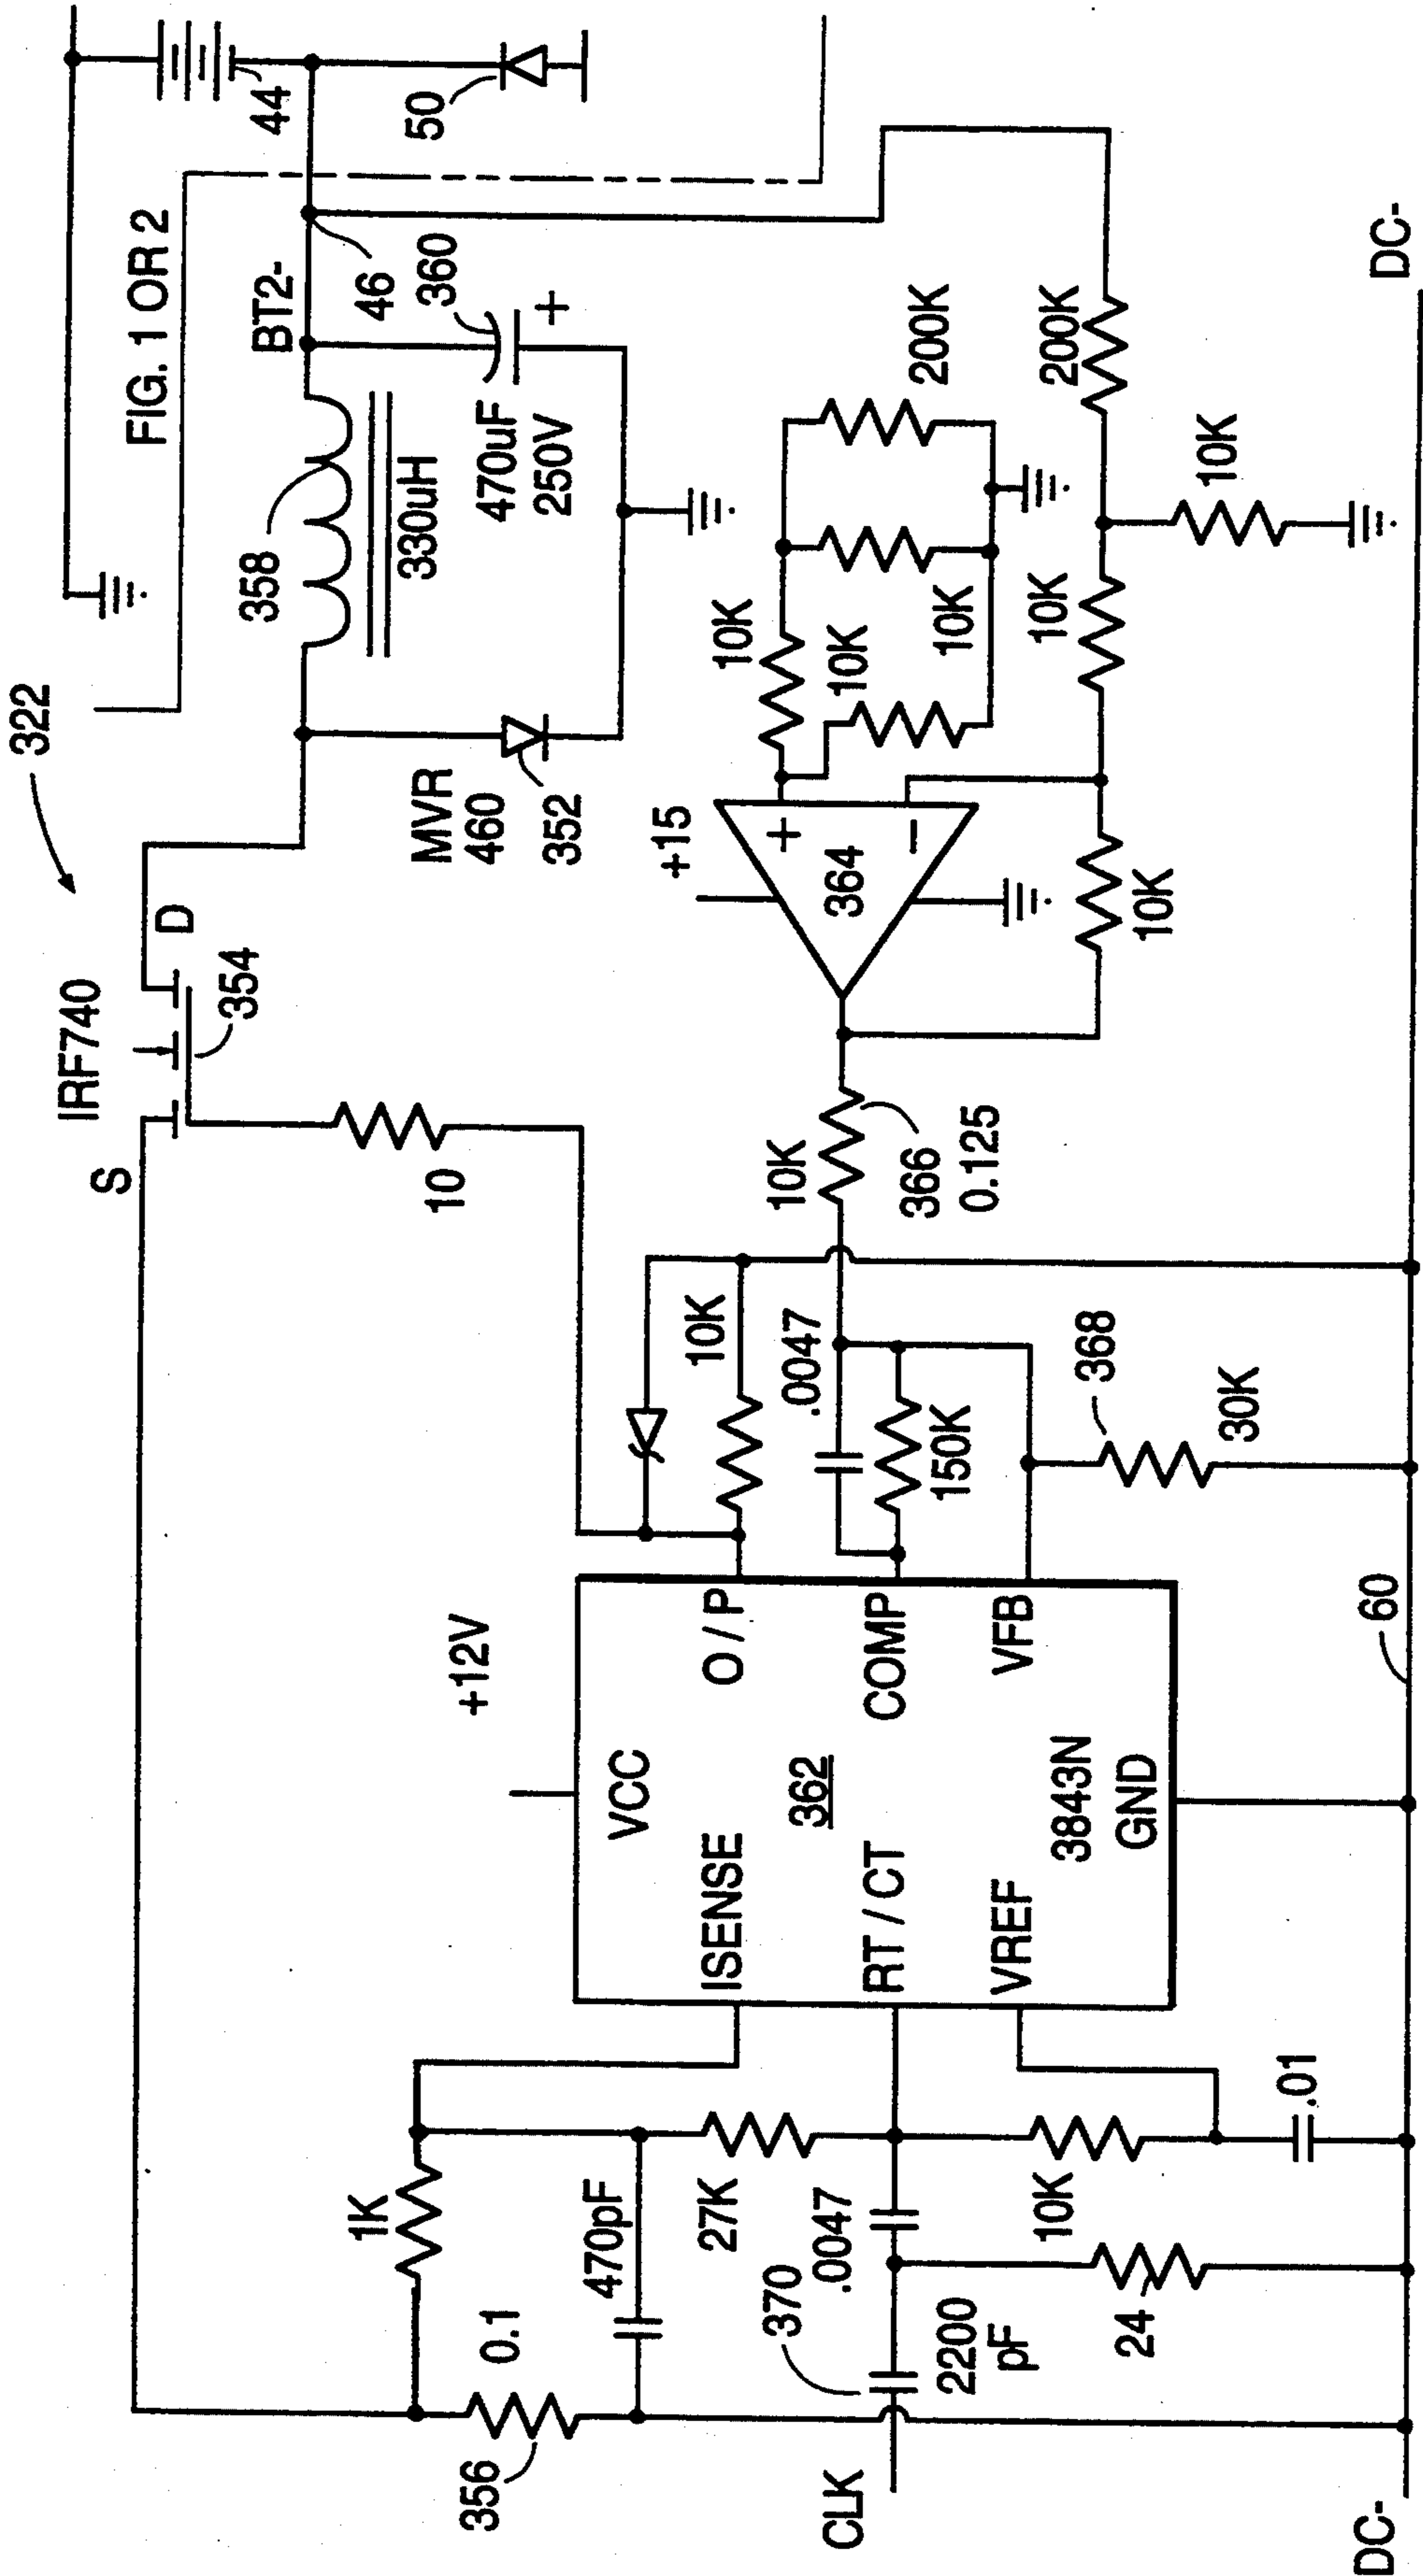 322
FIG. 1 OR 2
44
50
IRF740
S
D
354
10
358
330uH
BT2-
46
360
470uF
250V
+
MVR
460
352
+15
+
-
364
10K
10K
10K
200K
200K
10K
10K
10K
10K
366
0.125
10K
.0047
150K
368
30K
+12V
VCC
O / P
ISENSE
362
COMP
RT / CT
VFB
3843N
VREF
GND
1K
0.1
356
470pF
27K
.0047
370
2200
pF
CLK
10K
24
.01
60
DC-
DC-